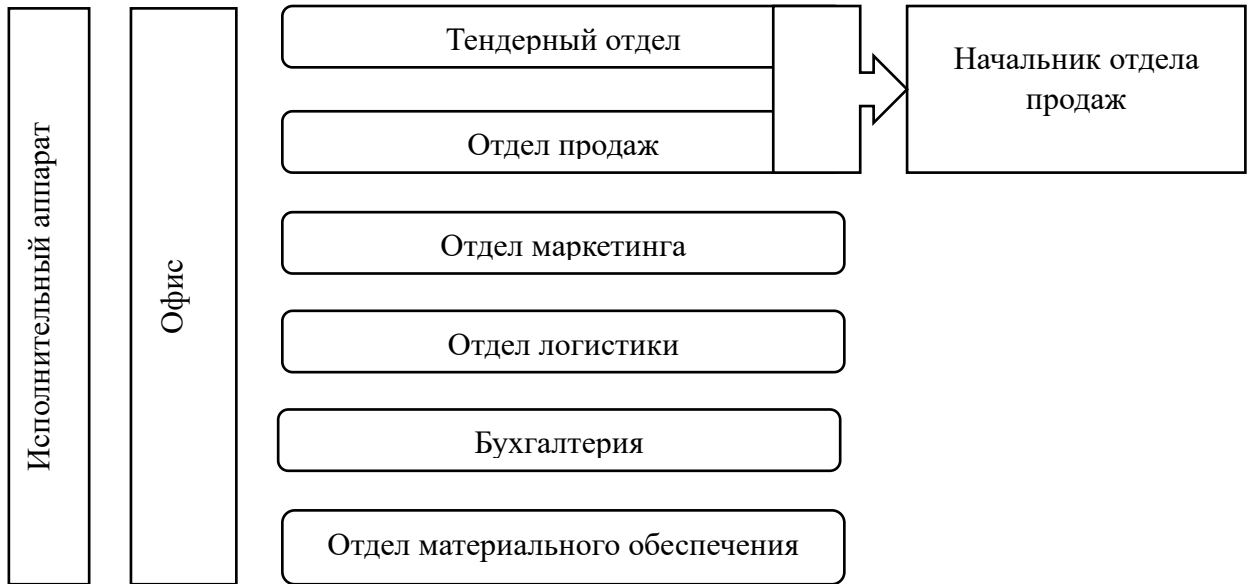 Исполнительный аппарат
Офис
Тендерный отдел
Отдел продаж
Отдел маркетинга
Отдел логистики
Бухгалтерия
Отдел материального обеспечения
Начальник отдела
продаж